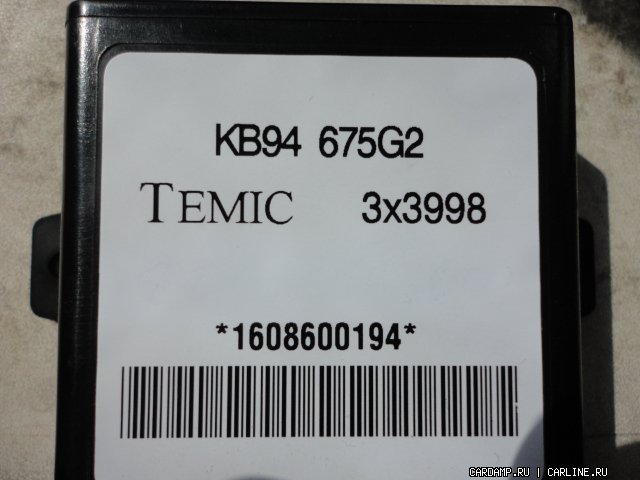 KB94 675G2
TEMIC 3x3998
*1608600194*
CARDAMP.RU | CARLINE.RU